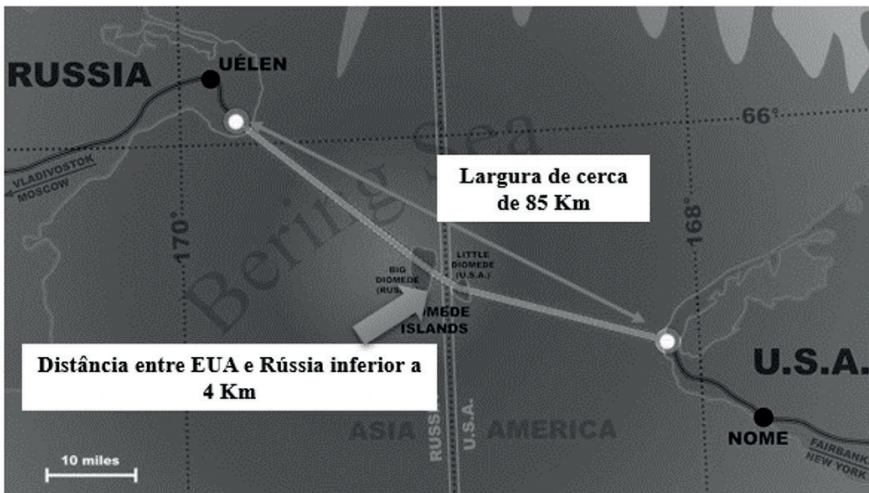 RUSSIA
UÉLEN
66°
Bering Sea
Largura de cerca
de 85 Km
VLADIVOSTOK
MOSCOW
170°
168°
BIG
DIOMEDE
LITTLE
DIOMEDE
(U.S.A.)
ISLANDS
Distância entre EUA e Rússia inferior a
4 Km
U.S.A.
ASIA
RUSSIA
U.S.A.
AMERICA
NOME
FAIRBANKS
NEW YORK
10 miles